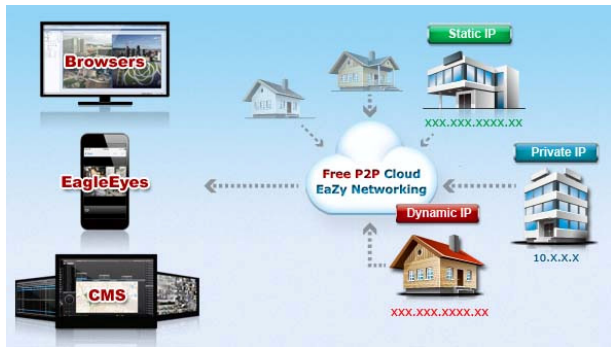 Browsers
EagleEyes
CMS
Static IP
XXX.XXX.XXXX.XX
Free P2P Cloud
EaZy Networking
Private IP
10.X.X.X
Dynamic IP
XXX.XXX.XXXX.XX